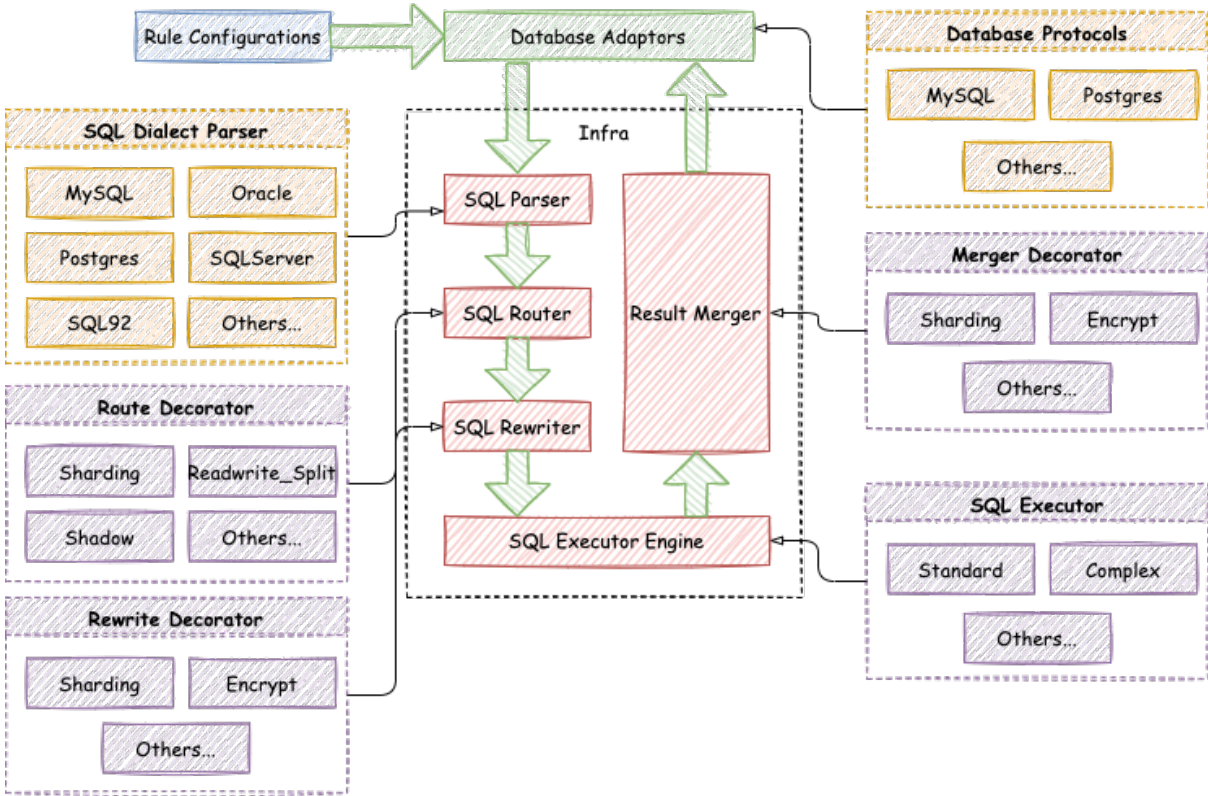 Rule Configurations
Database Adaptors
Database Protocols
MySQL
Postgres
Others...
SQL Dialect Parser
MySQL
Oracle
Postgres
SQLServer
SQL92
Others...
Infra
SQL Parser
SQL Router
SQL Rewriter
Result Merger
SQL Executor Engine
Merger Decorator
Sharding
Encrypt
Others...
Route Decorator
Sharding
Readwrite_Split
Shadow
Others...
SQL Executor
Standard
Complex
Others...
Rewrite Decorator
Sharding
Encrypt
Others...